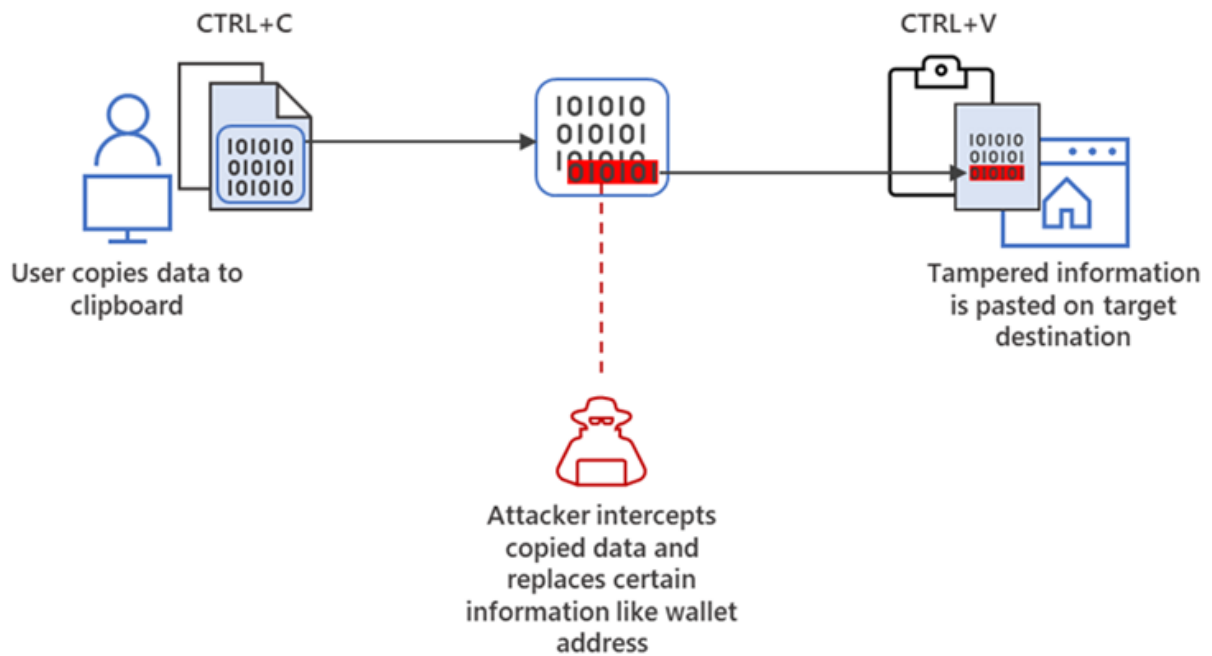 CTRL+C
CTRL+V
101010
010101
101010
101010
010101
101010
010101
101010
010101
010101
User copies data to
clipboard
Tampered information
is pasted on target
destination
Attacker intercepts
copied data and
replaces certain
information like wallet
address